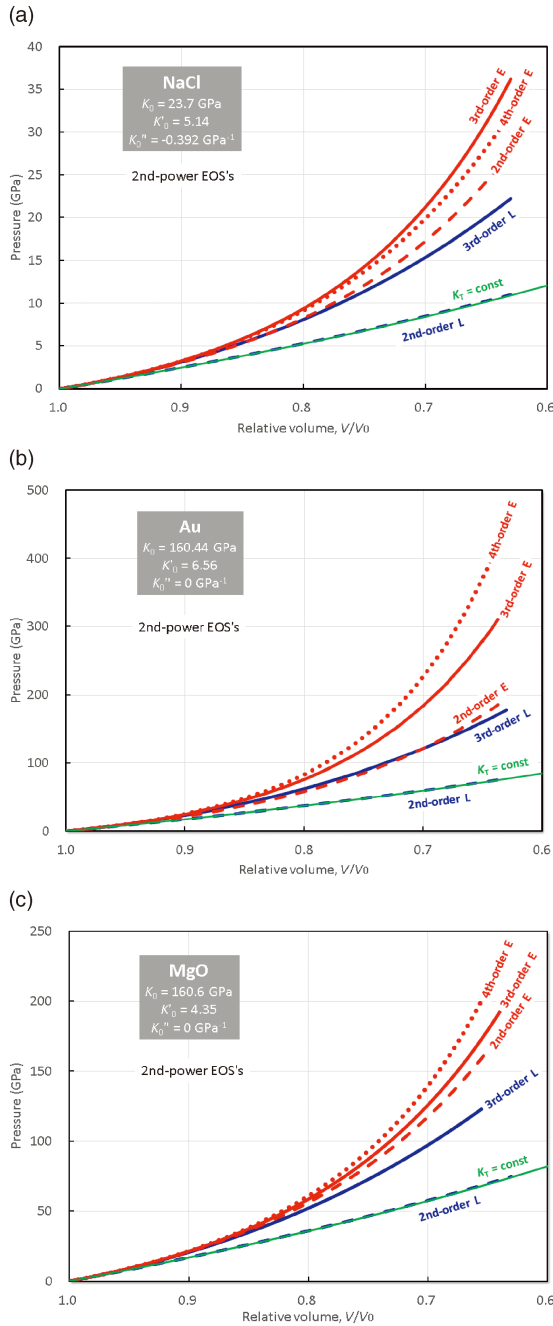 (a)
40
35
30
25
20
15
10
5
0
Pressure (GPa)
NaCl
K₀ = 23.7 GPa
K'₀ = 5.14
K₀" = -0.392 GPa⁻¹
2nd-power EOS's
3rd-order E
4th-order E
2nd-order E
3rd-order L
K_T = const
2nd-order L
1.0 0.9 0.8 0.7 0.6
Relative volume, V/V₀
(b)
500
400
300
200
100
0
Pressure (GPa)
Au
K₀ = 160.44 GPa
K'₀ = 6.56
K₀" = 0 GPa⁻¹
2nd-power EOS's
4th-order E
3rd-order E
2nd-order E
3rd-order L
K_T = const
2nd-order L
1.0 0.9 0.8 0.7 0.6
Relative volume, V/V₀
(c)
250
200
150
100
50
0
Pressure (GPa)
MgO
K₀ = 160.6 GPa
K'₀ = 4.35
K₀" = 0 GPa⁻¹
2nd-power EOS's
4th-order E
3rd-order E
2nd-order E
3rd-order L
K_T = const
2nd-order L
1.0 0.9 0.8 0.7 0.6
Relative volume, V/V₀